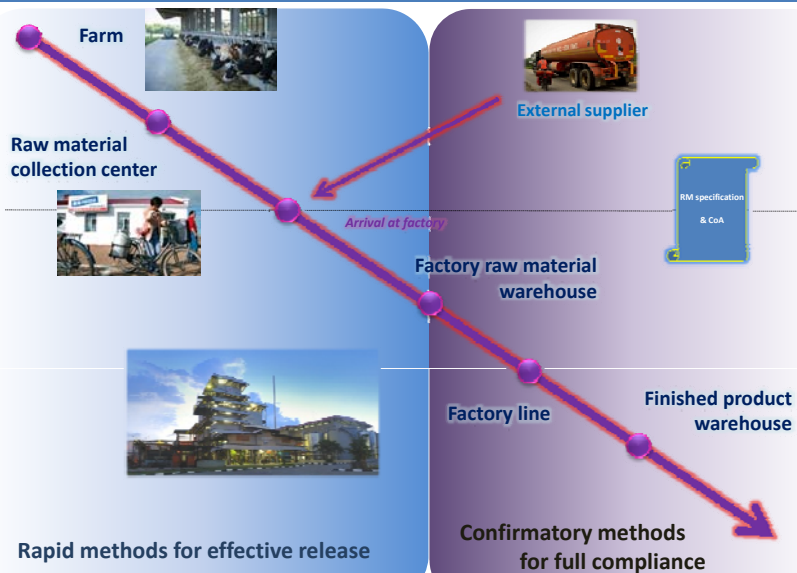 Farm
External supplier
Raw material
collection center
RM specification
& CoA
Arrival at factory
Factory raw material
warehouse
Factory line
Finished product
warehouse
Rapid methods for effective release
Confirmatory methods
for full compliance